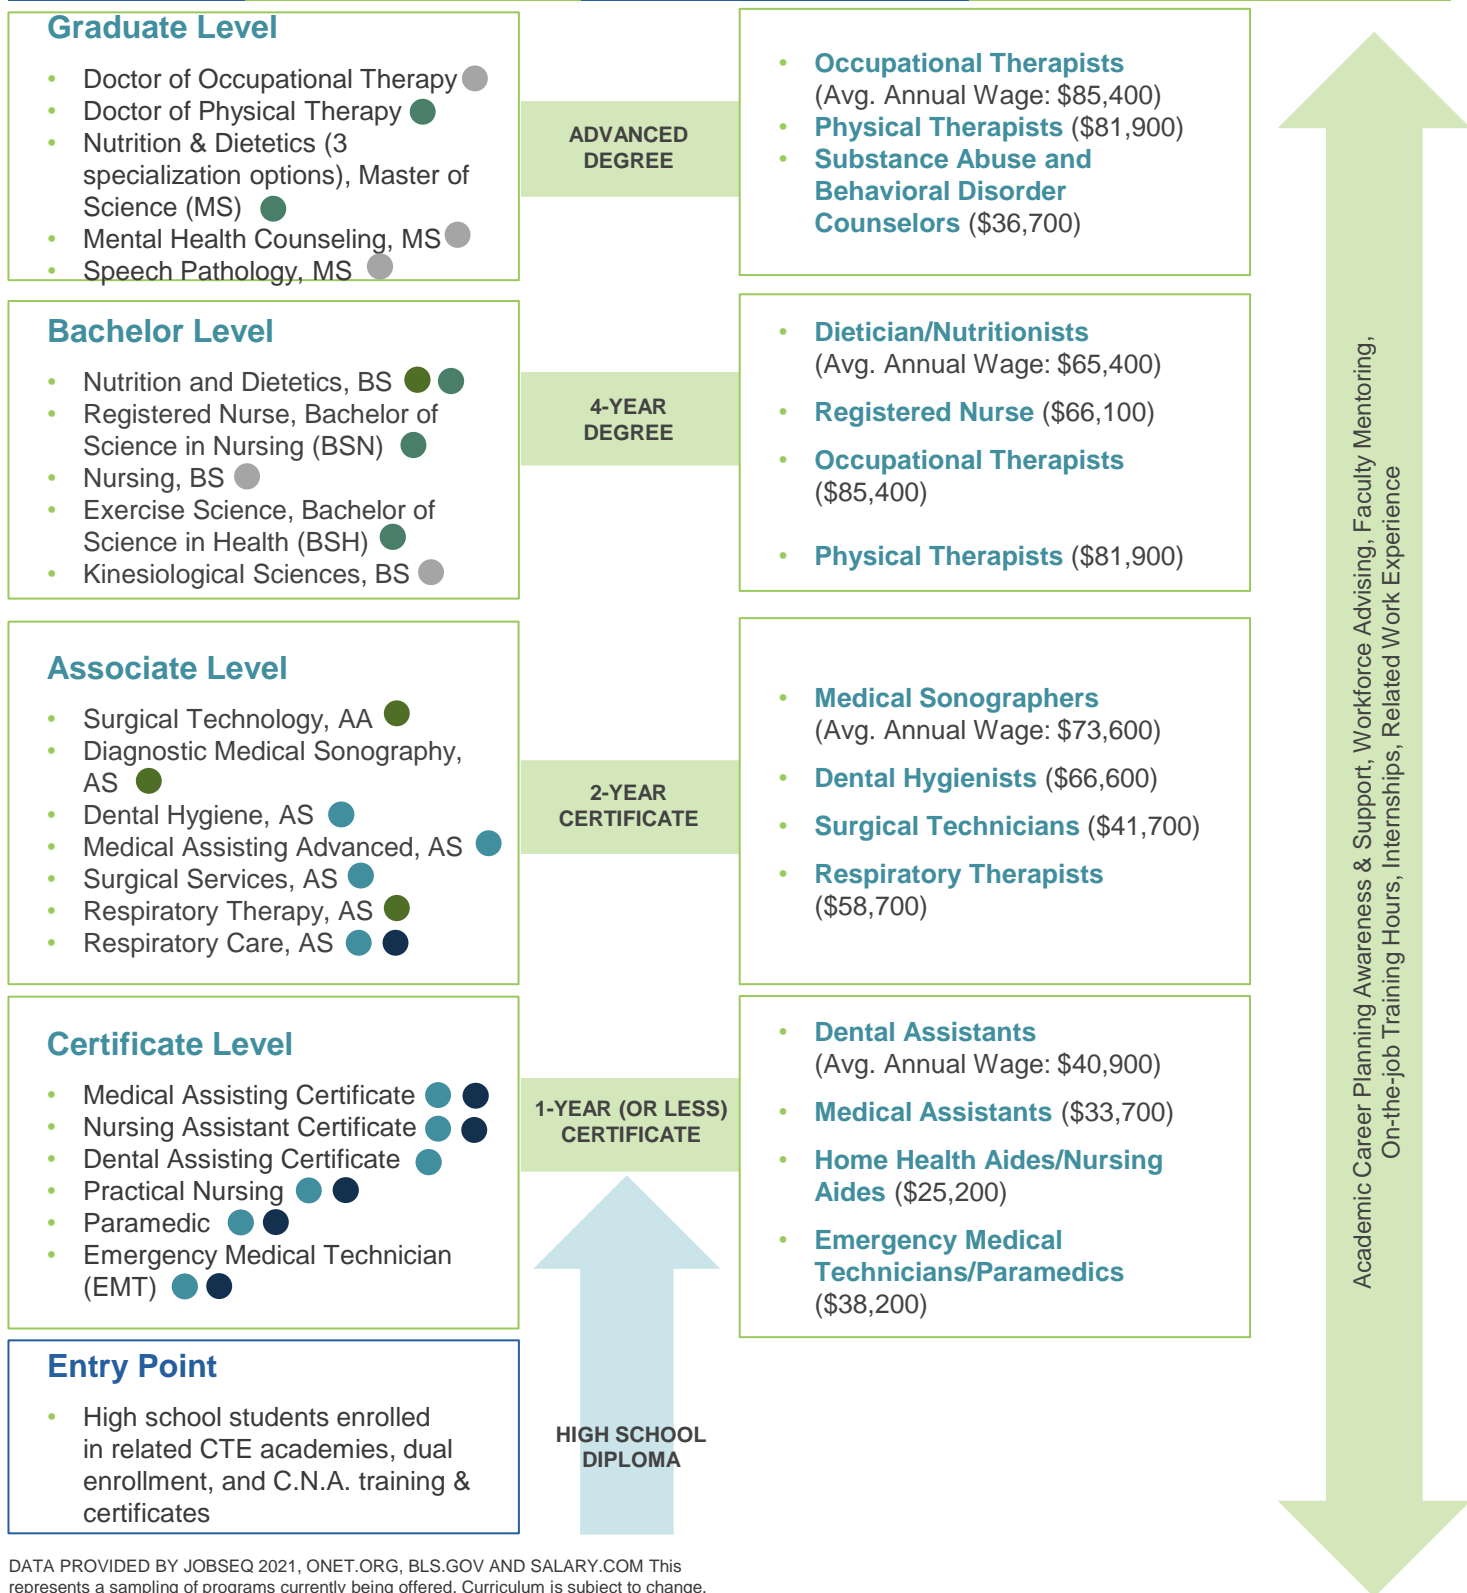 Graduate Level
• Doctor of Occupational Therapy
• Doctor of Physical Therapy
• Nutrition & Dietetics (3
specialization options), Master of
Science (MS)
• Mental Health Counseling, MS
• Speech Pathology, MS
ADVANCED
DEGREE
• Occupational Therapists
(Avg. Annual Wage: $85,400)
• Physical Therapists ($81,900)
• Substance Abuse and
Behavioral Disorder
Counselors ($36,700)
Bachelor Level
• Nutrition and Dietetics, BS
• Registered Nurse, Bachelor of
Science in Nursing (BSN)
• Nursing, BS
• Exercise Science, Bachelor of
Science in Health (BSH)
• Kinesiological Sciences, BS
4-YEAR
DEGREE
• Dietician/Nutritionists
(Avg. Annual Wage: $65,400)
• Registered Nurse ($66,100)
• Occupational Therapists
($85,400)
• Physical Therapists ($81,900)
Associate Level
• Surgical Technology, AA
• Diagnostic Medical Sonography,
AS
• Dental Hygiene, AS
• Medical Assisting Advanced, AS
• Surgical Services, AS
• Respiratory Therapy, AS
• Respiratory Care, AS
2-YEAR
CERTIFICATE
• Medical Sonographers
(Avg. Annual Wage: $73,600)
• Dental Hygienists ($66,600)
• Surgical Technicians ($41,700)
• Respiratory Therapists
($58,700)
Certificate Level
• Medical Assisting Certificate
• Nursing Assistant Certificate
• Dental Assisting Certificate
• Practical Nursing
• Paramedic
• Emergency Medical Technician
(EMT)
1-YEAR (OR LESS)
CERTIFICATE
• Dental Assistants
(Avg. Annual Wage: $40,900)
• Medical Assistants ($33,700)
• Home Health Aides/Nursing
Aides ($25,200)
• Emergency Medical
Technicians/Paramedics
($38,200)
Entry Point
• High school students enrolled
in related CTE academies, dual
enrollment, and C.N.A. training &
certificates
HIGH SCHOOL
DIPLOMA
Academic Career Planning Awareness & Support, Workforce Advising, Faculty Mentoring,
On-the-job Training Hours, Internships, Related Work Experience
DATA PROVIDED BY JOBSEQ 2021, ONET.ORG, BLS.GOV AND SALARY.COM This
represents a sampling of programs currently being offered. Curriculum is subject to change.